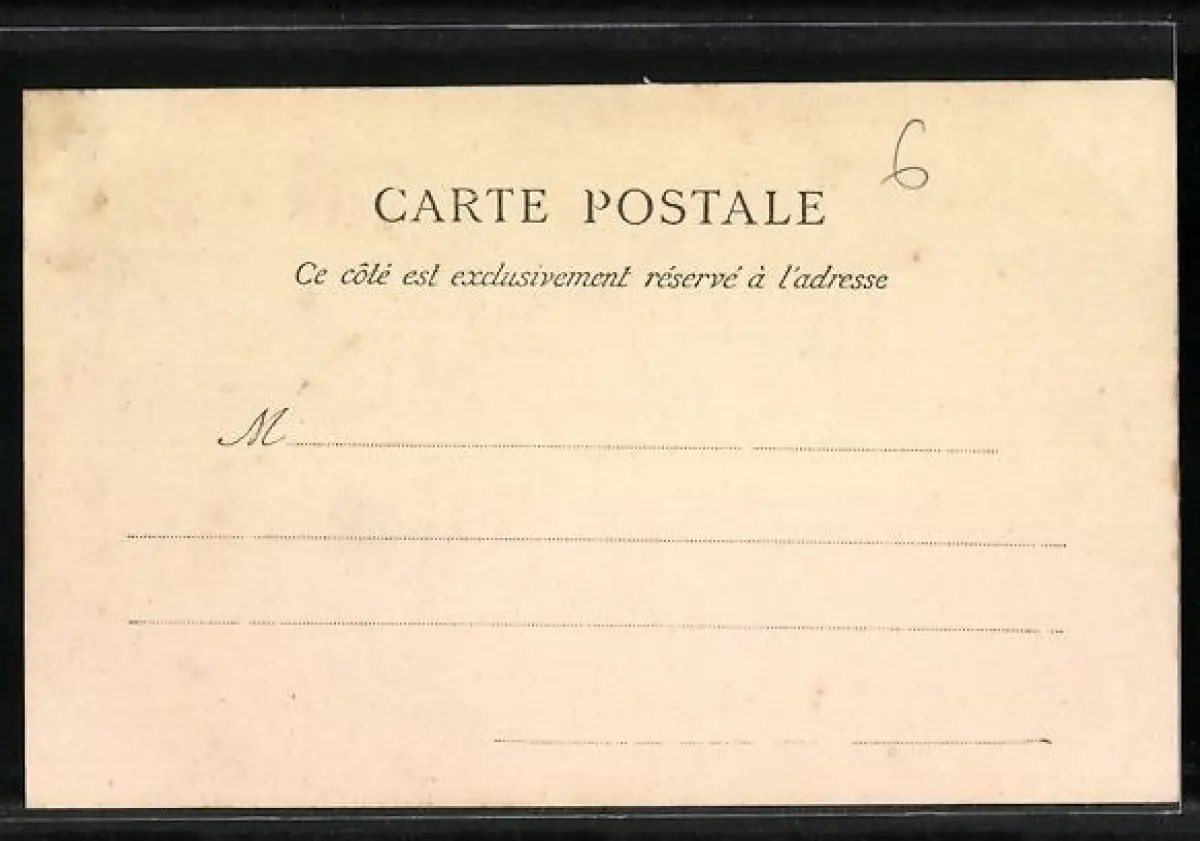 6
CARTE POSTALE
Ce côté est exclusivement réservé à l'adresse
M